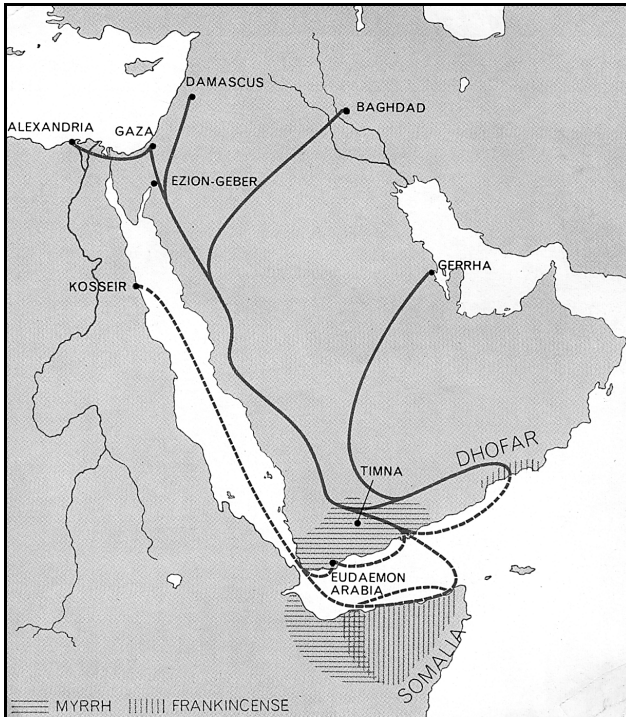 DAMASCUS
BAGHDAD
ALEXANDRIA
GAZA
EZION-GEBER
GERRHA
KOSSEIR
DHOFAR
TIMNA
EUDAEMON
ARABIA
SOMALIA
MYRRH
FRANKINCENSE